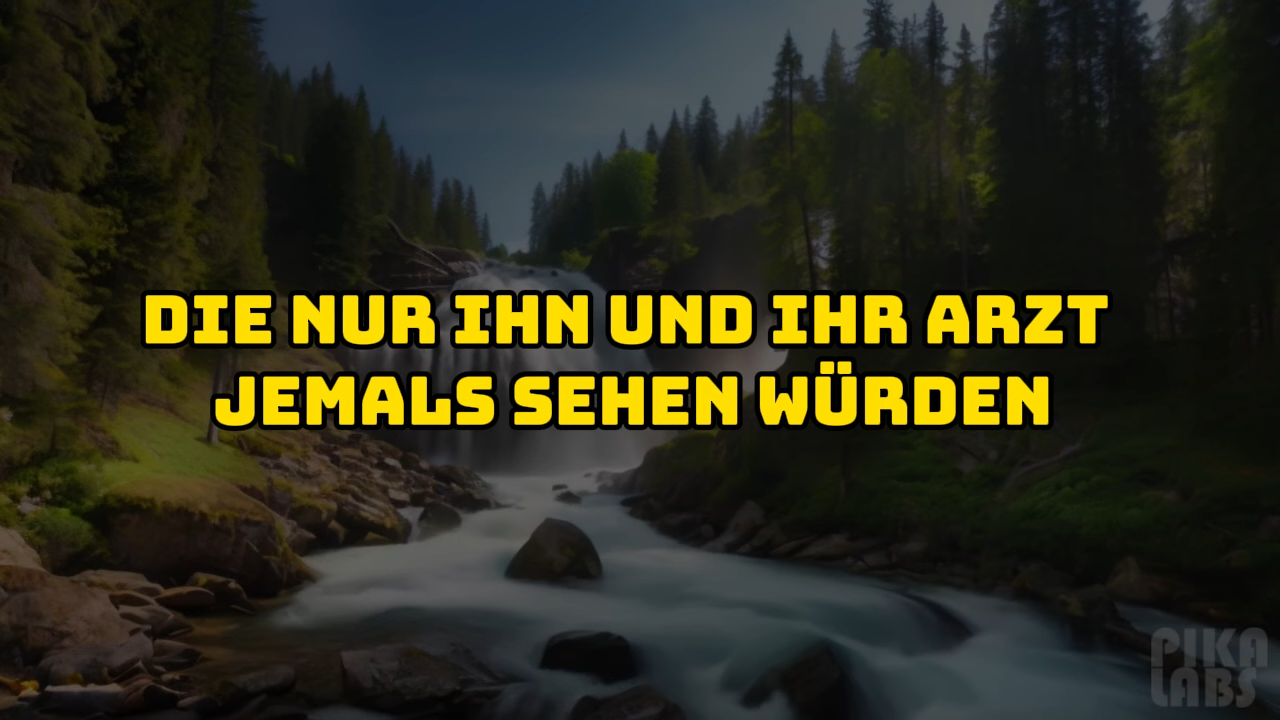 DIE NUR IHN UND IHR ARZT
JEMALS SEHEN WÜRDEN
PIKA
LABS